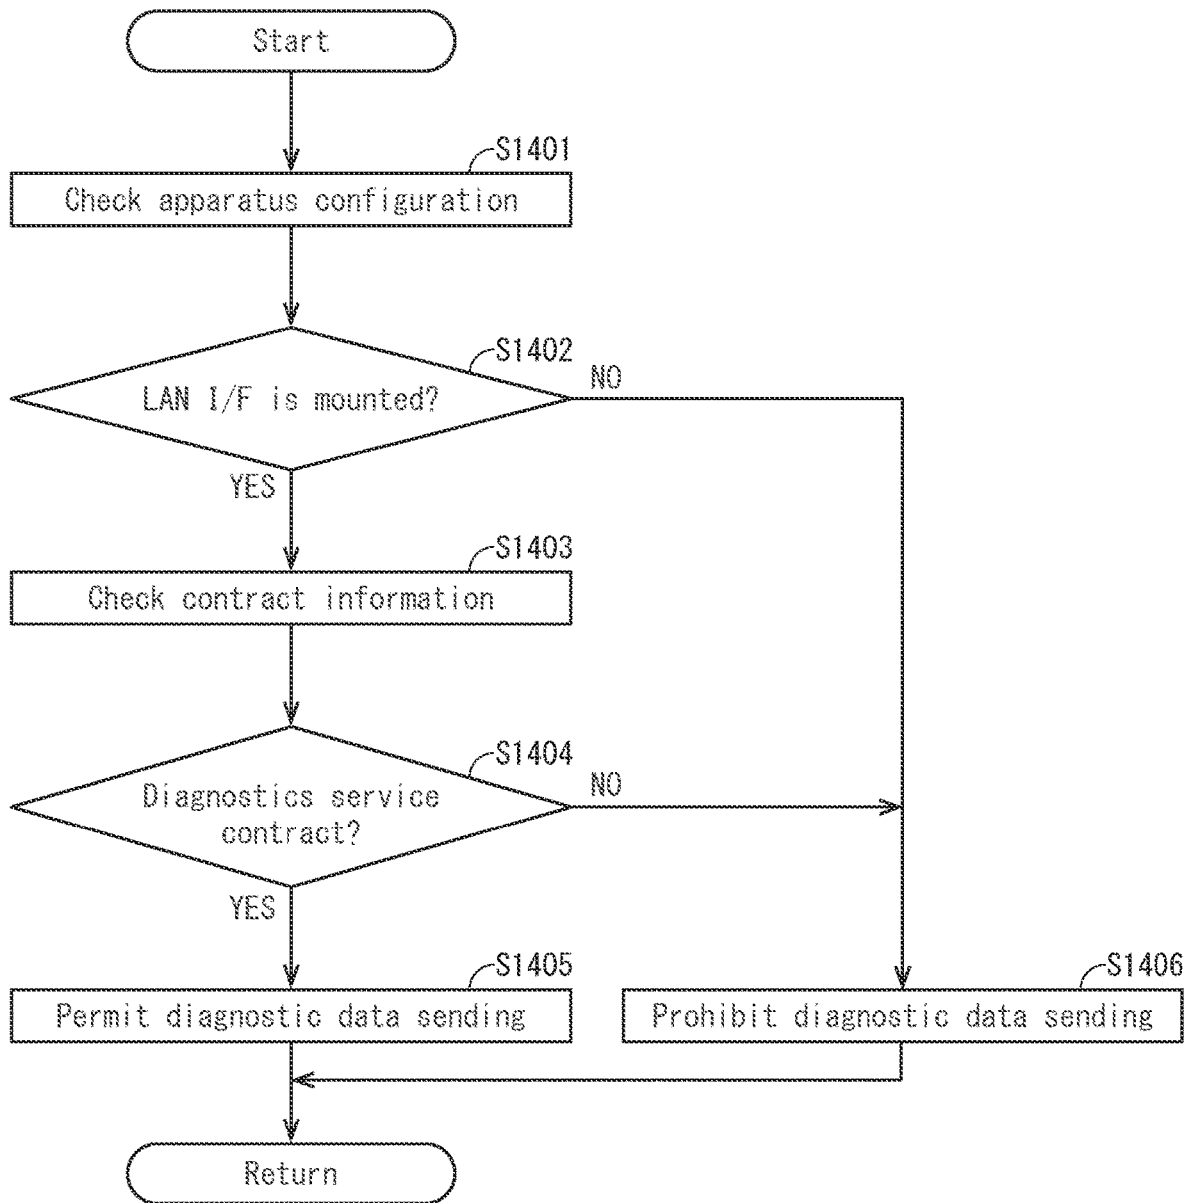 Start
S1401
Check apparatus configuration
S1402
LAN I/F is mounted?
NO
YES
S1403
Check contract information
S1404
Diagnostics service
contract?
NO
YES
S1405
Permit diagnostic data sending
S1406
Prohibit diagnostic data sending
Return